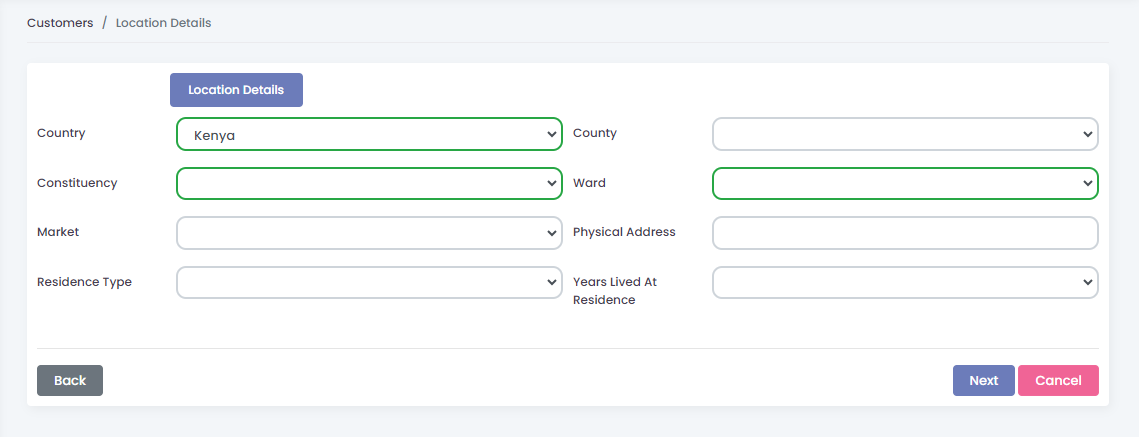 Customers / Location Details
Location Details
Country Kenya County
Constituency Ward
Market Physical Address
Residence Type Years Lived At
Residence
Back Next Cancel